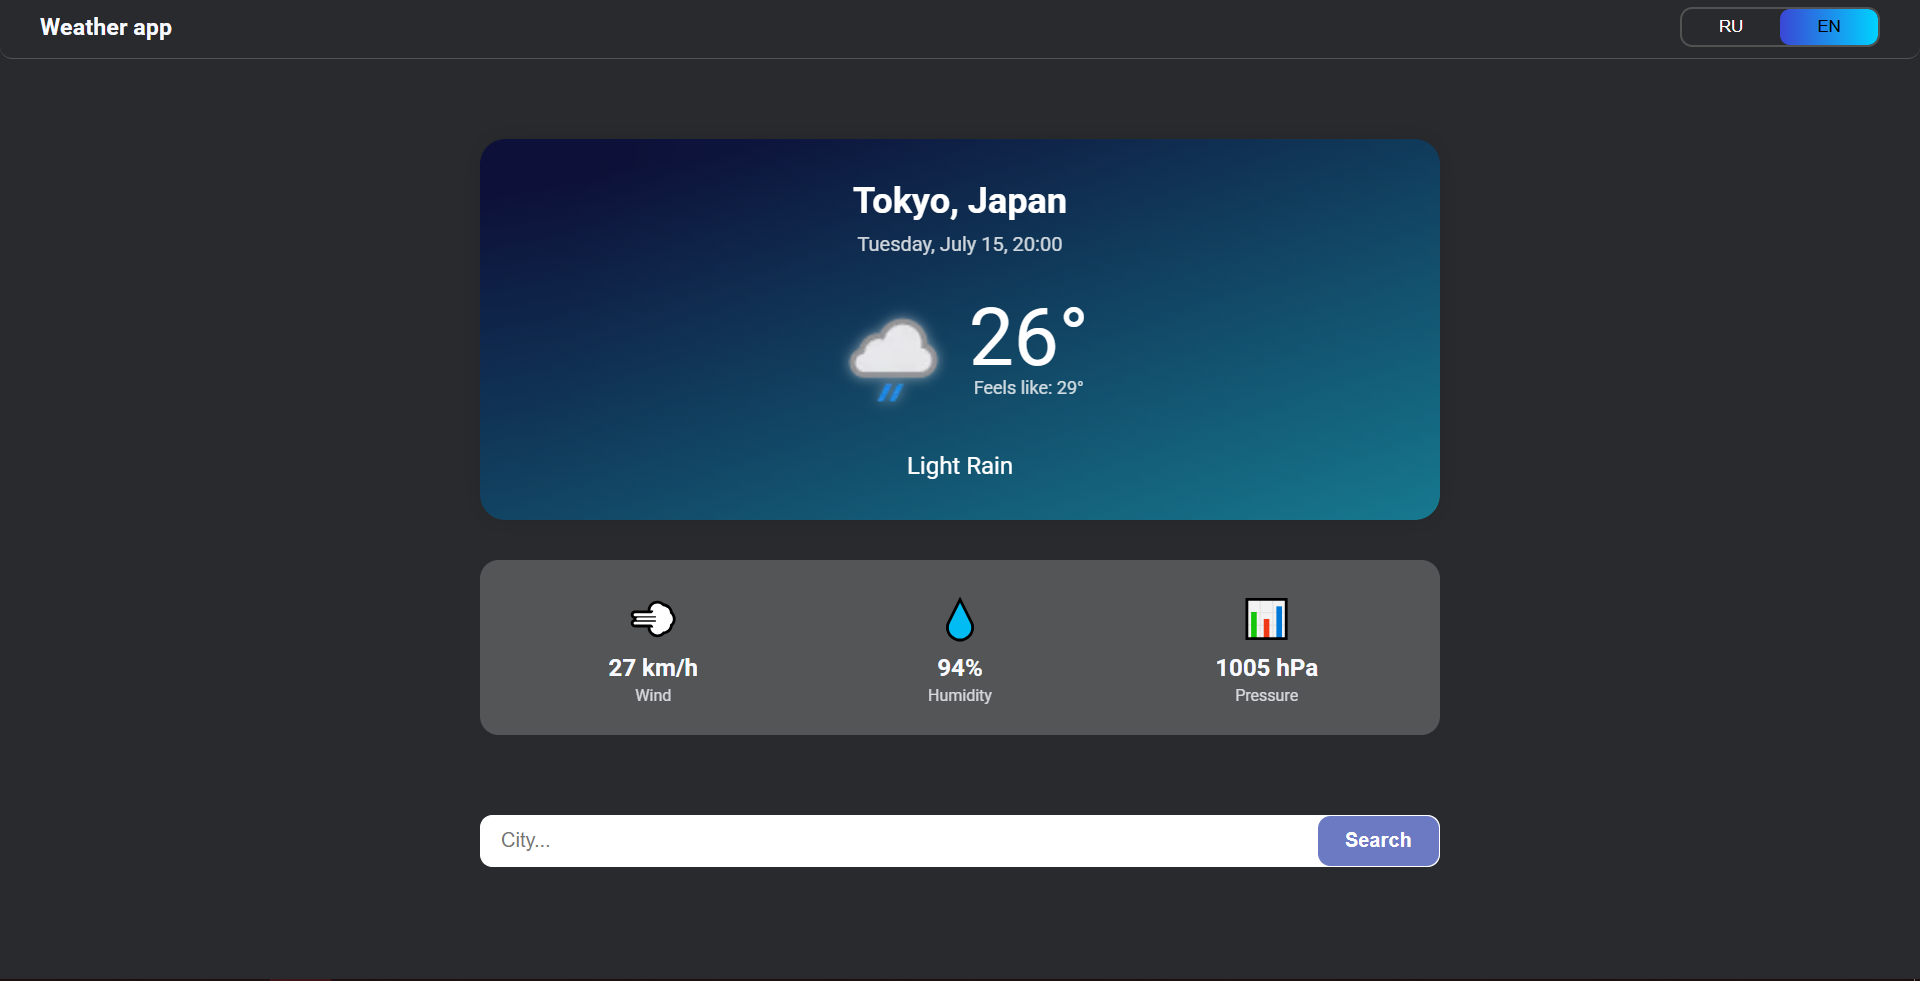 Weather app
RU
EN
Tokyo, Japan
Tuesday, July 15, 20:00
26°
Feels like: 29°
Light Rain
27 km/h
Wind
94%
Humidity
1005 hPa
Pressure
City...
Search